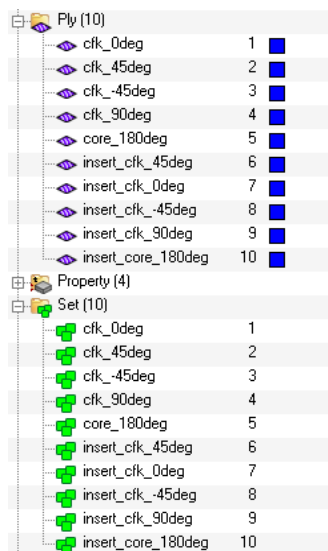 Ply (10)
cfk_0deg 1
cfk_45deg 2
cfk_-45deg 3
cfk_90deg 4
core_180deg 5
insert_cfk_45deg 6
insert_cfk_0deg 7
insert_cfk_-45deg 8
insert_cfk_90deg 9
insert_core_180deg 10
Property (4)
Set (10)
cfk_0deg 1
cfk_45deg 2
cfk_-45deg 3
cfk_90deg 4
core_180deg 5
insert_cfk_45deg 6
insert_cfk_0deg 7
insert_cfk_-45deg 8
insert_cfk_90deg 9
insert_core_180deg 10